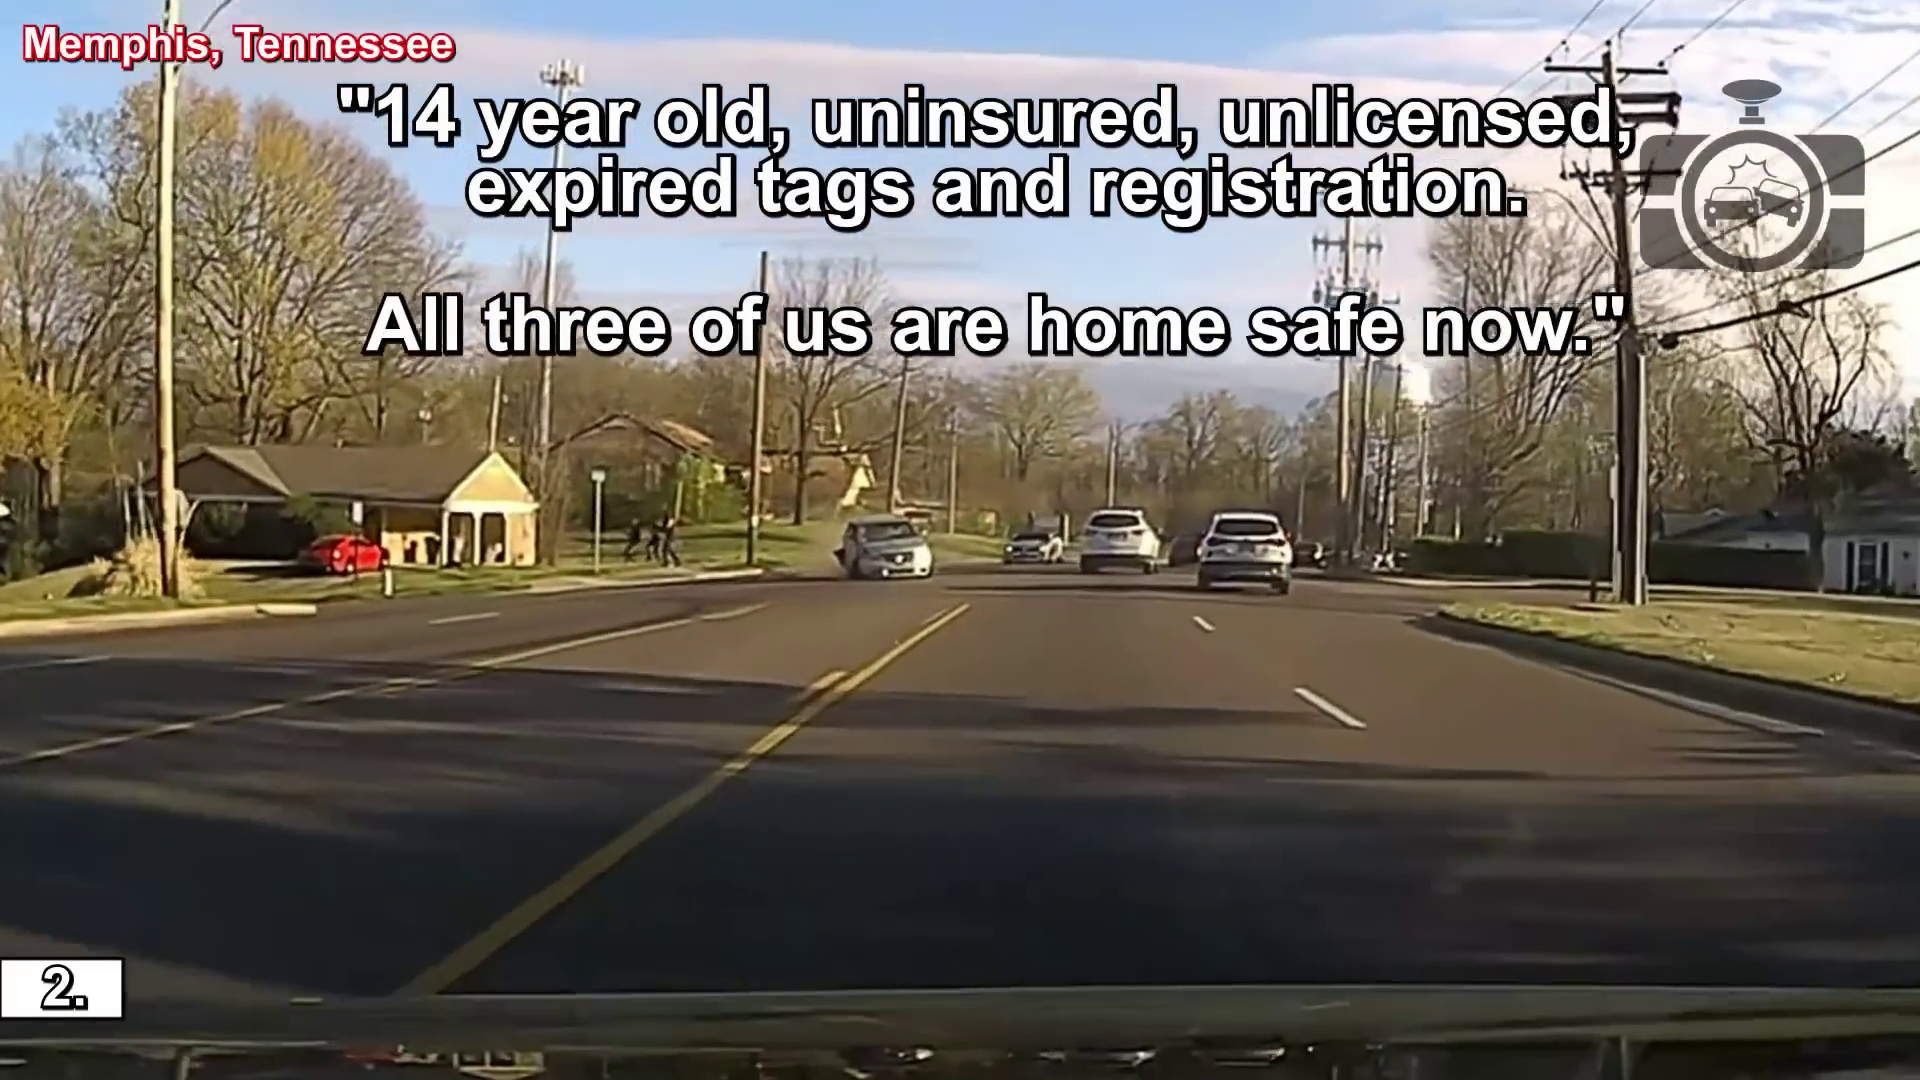 Memphis, Tennessee
"14 year old, uninsured, unlicensed,
expired tags and registration.
All three of us are home safe now."
2.